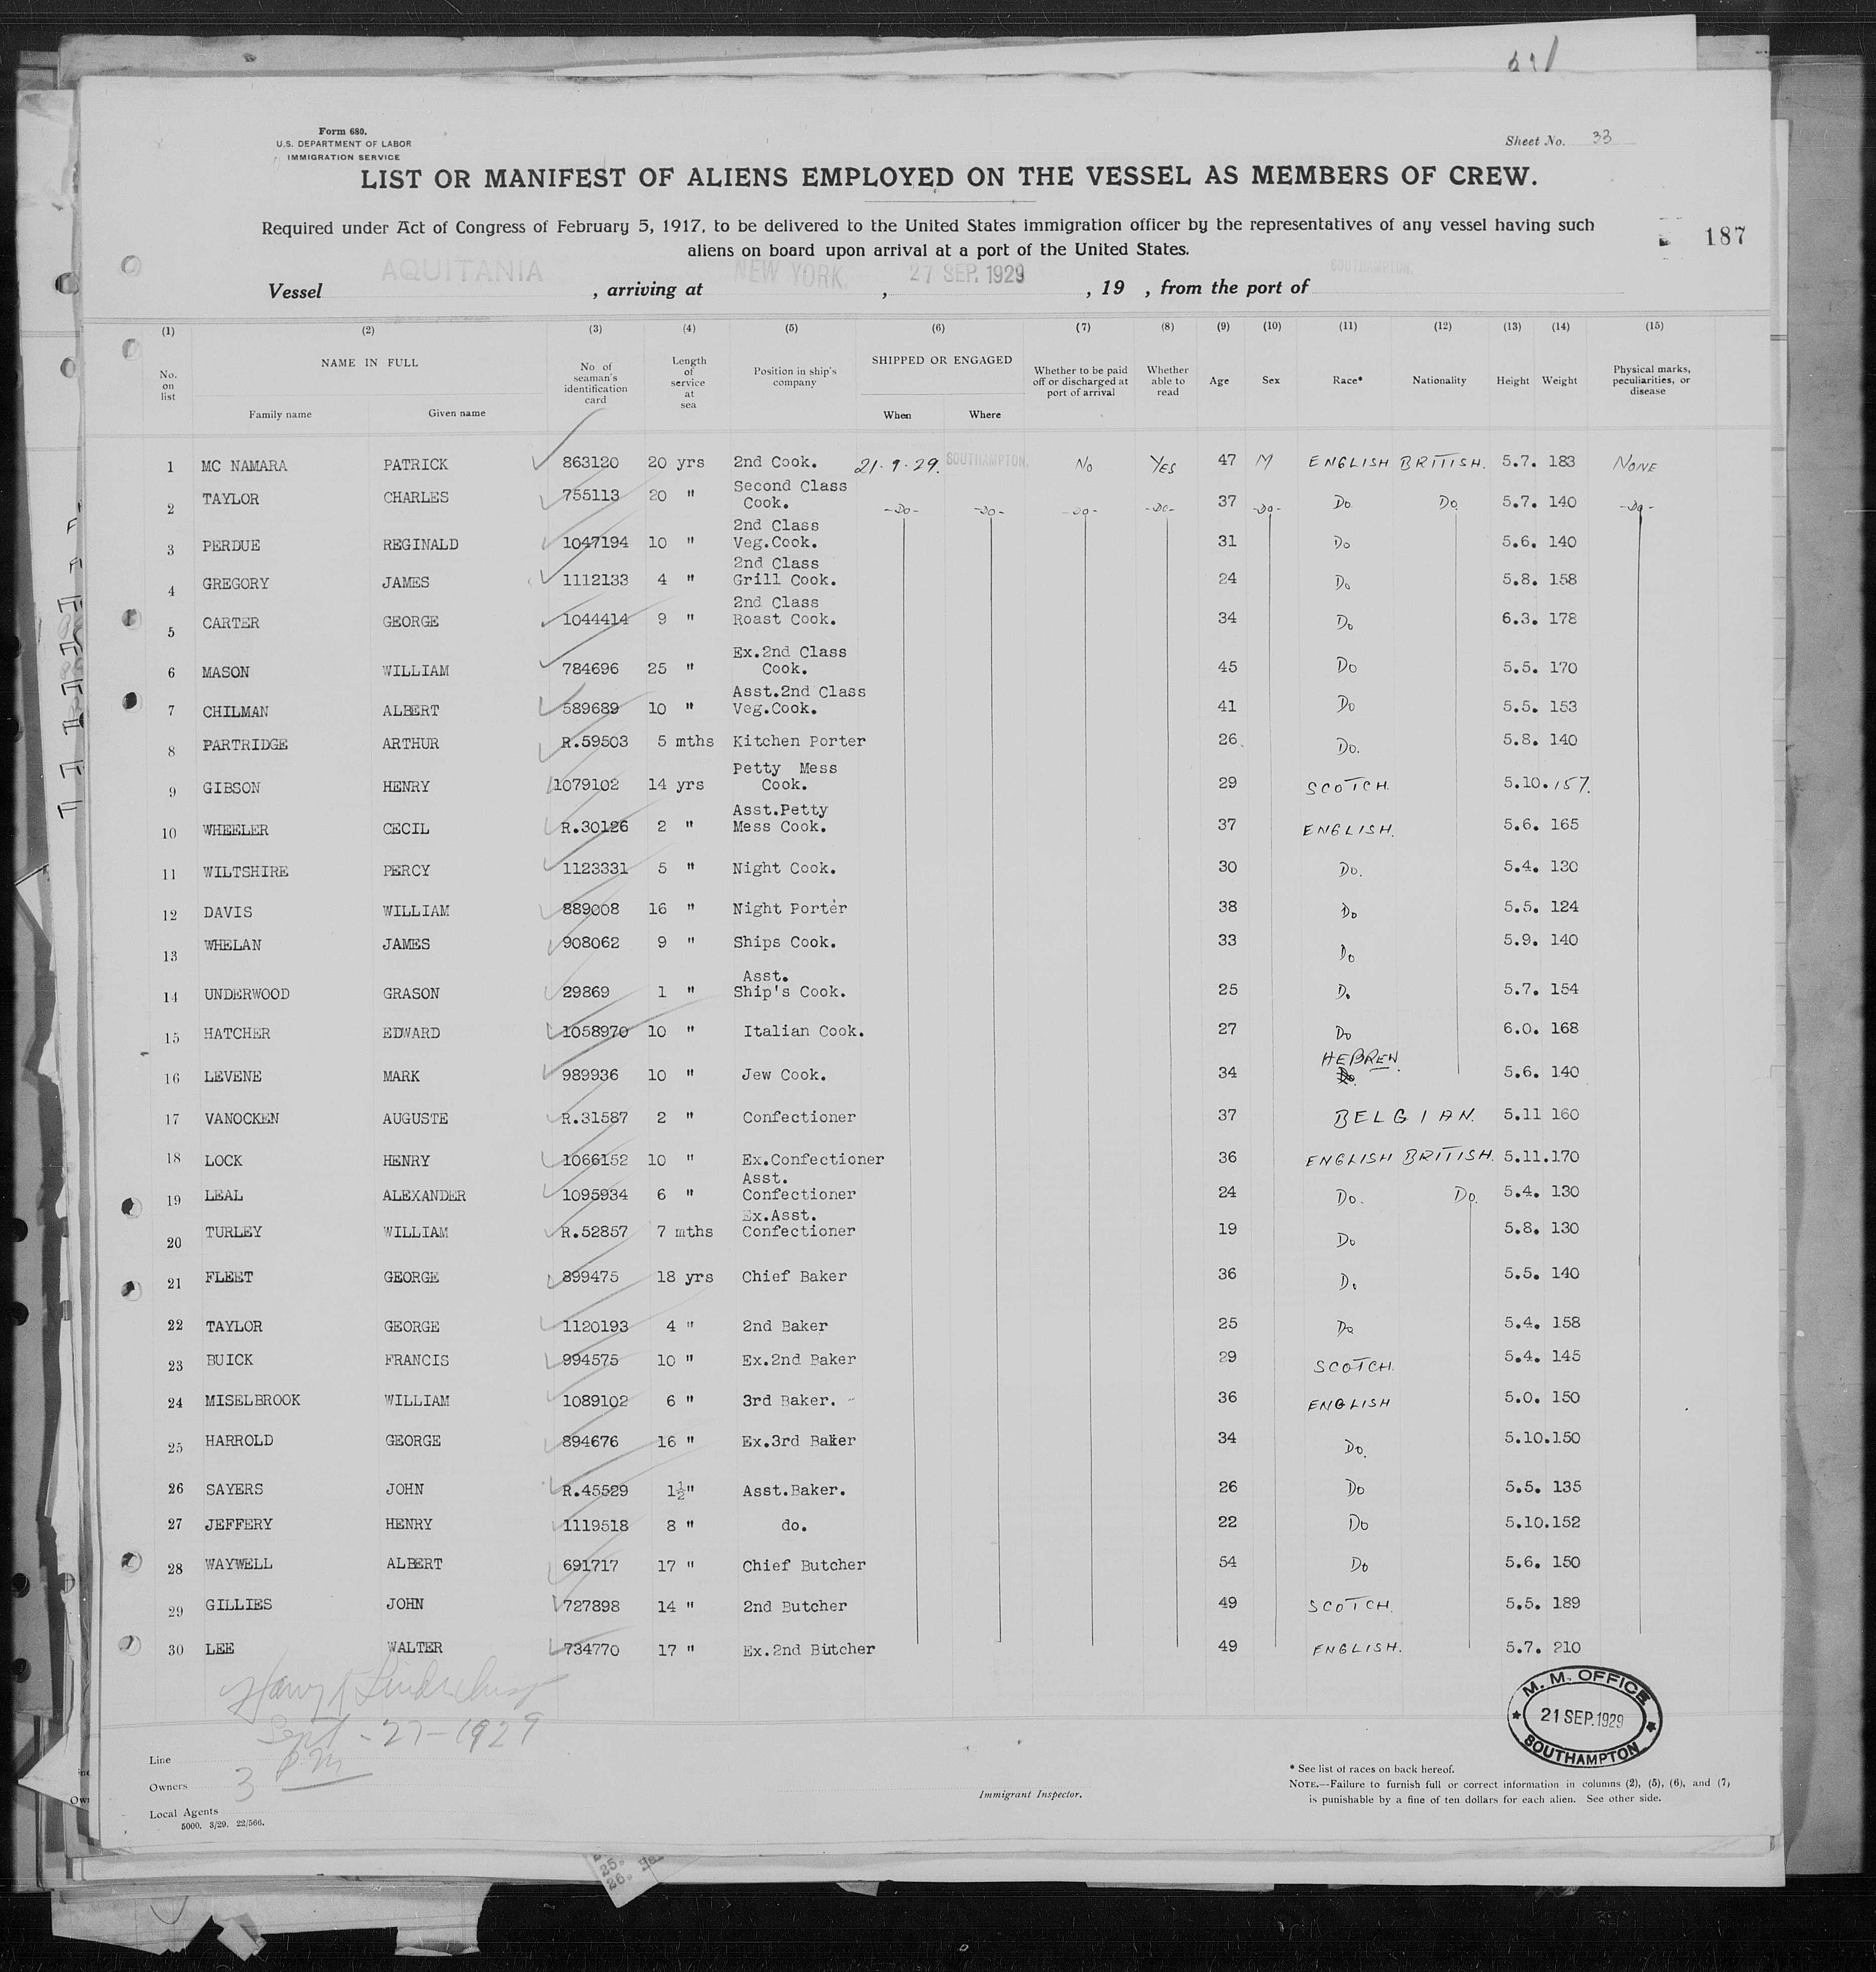 Form 680.
U.S. DEPARTMENT OF LABOR
IMMIGRATION SERVICE
Sheet No. 33
LIST OR MANIFEST OF ALIENS EMPLOYED ON THE VESSEL AS MEMBERS OF CREW.
Required under Act of Congress of February 5, 1917, to be delivered to the United States immigration officer by the representatives of any vessel having such
aliens on board upon arrival at a port of the United States.
187
Vessel AQUITANIA, arriving at NEW YORK, 27 SEP. 1929, 19 , from the port of SOUTHAMPTON.
(1) (2) (3) (4) (5) (6) (7) (8) (9) (10) (11) (12) (13) (14) (15)
No. on list NAME IN FULL Family name Given name No of seaman's identification card Length of service at sea Position in ship's company SHIPPED OR ENGAGED When Where Whether to be paid off or discharged at port of arrival Whether able to read Age Sex Race* Nationality Height Weight Physical marks, peculiarities, or disease
1 MC NAMARA PATRICK 863120 20 yrs 2nd Cook. 21.9.29. SOUTHAMPTON. No YES 47 M ENGLISH BRITISH. 5.7. 183 NONE
2 TAYLOR CHARLES 755113 20 " Second Class Cook. -Do- -Do- -Do- -Do- 37 -Do- Do Do 5.7. 140 -Do-
3 PERDUE REGINALD 1047194 10 " 2nd Class Veg.Cook. 31 Do 5.6. 140
4 GREGORY JAMES 1112133 4 " 2nd Class Grill Cook. 24 Do 5.8. 158
5 CARTER GEORGE 1044414 9 " 2nd Class Roast Cook. 34 Do 6.3. 178
6 MASON WILLIAM 784696 25 " Ex.2nd Class Cook. 45 Do 5.5. 170
7 CHILMAN ALBERT 589689 10 " Asst.2nd Class Veg.Cook. 41 Do 5.5. 153
8 PARTRIDGE ARTHUR R.59503 5 mths Kitchen Porter 26 Do. 5.8. 140
9 GIBSON HENRY 1079102 14 yrs Petty Mess Cook. 29 SCOTCH. 5.10. 157.
10 WHEELER CECIL R.30126 2 " Asst.Petty Mess Cook. 37 ENGLISH. 5.6. 165
11 WILTSHIRE PERCY 1123331 5 " Night Cook. 30 Do. 5.4. 130
12 DAVIS WILLIAM 889008 16 " Night Porter 38 Do 5.5. 124
13 WHELAN JAMES 908062 9 " Ships Cook. 33 Do 5.9. 140
14 UNDERWOOD GRASON 29869 1 " Asst. Ship's Cook. 25 Do 5.7. 154
15 HATCHER EDWARD 1058970 10 " Italian Cook. 27 Do 6.0. 168
16 LEVENE MARK 989936 10 " Jew Cook. 34 HEBREW. 5.6. 140
17 VANOCKEN AUGUSTE R.31587 2 " Confectioner 37 BELGIAN. 5.11 160
18 LOCK HENRY 1066152 10 " Ex.Confectioner 36 ENGLISH BRITISH. 5.11.170
19 LEAL ALEXANDER 1095934 6 " Asst. Confectioner 24 Do. Do. 5.4. 130
20 TURLEY WILLIAM R.52857 7 mths Ex.Asst. Confectioner 19 Do 5.8. 130
21 FLEET GEORGE 899475 18 yrs Chief Baker 36 Do 5.5. 140
22 TAYLOR GEORGE 1120193 4 " 2nd Baker 25 Do 5.4. 158
23 BUICK FRANCIS 994575 10 " Ex.2nd Baker 29 SCOTCH. 5.4. 145
24 MISELBROOK WILLIAM 1089102 6 " 3rd Baker. 36 ENGLISH 5.0. 150
25 HARROLD GEORGE 894676 16 " Ex.3rd Baker 34 Do. 5.10.150
26 SAYERS JOHN R.45529 1½" Asst.Baker. 26 Do 5.5. 135
27 JEFFERY HENRY 1119518 8 " do. 22 Do 5.10.152
28 WAYWELL ALBERT 691717 17 " Chief Butcher 54 Do 5.6. 150
29 GILLIES JOHN 727898 14 " 2nd Butcher 49 SCOTCH. 5.5. 189
30 LEE WALTER 734770 17 " Ex.2nd Butcher 49 ENGLISH. 5.7. 210
Sept - 27 - 1929
3 PM
M. M. OFFICE
21 SEP. 1929
SOUTHAMPTON
Line
Owners
Local Agents
5000. 3/29. 22/566.
Immigrant Inspector.
* See list of races on back hereof.
NOTE.—Failure to furnish full or correct information in columns (2), (5), (6), and (7,
is punishable by a fine of ten dollars for each alien. See other side.
25.
26.